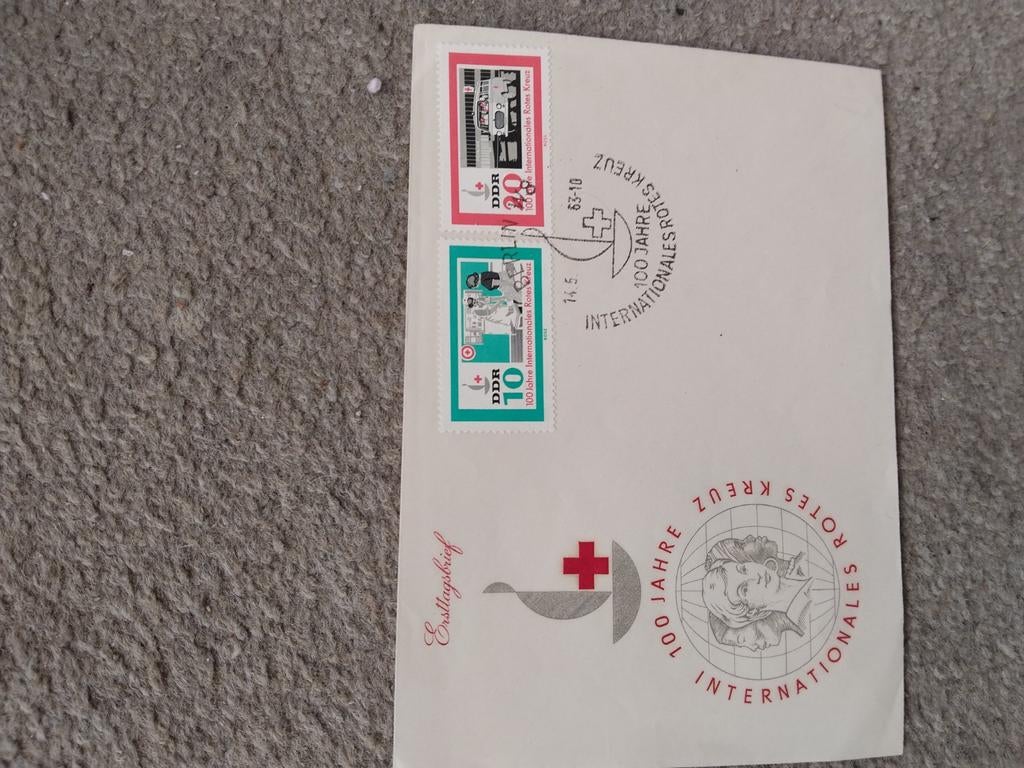 Ersttagsbrief
100 JAHRE INTERNATIONALES ROTES KREUZ
DDR
10
100 Jahre Internationales Rotes Kreuz
DDR
20
100 Jahre Internationales Rotes Kreuz
BERLIN
14.5. 63-10
100 JAHRE
INTERNATIONALES ROTES KREUZ